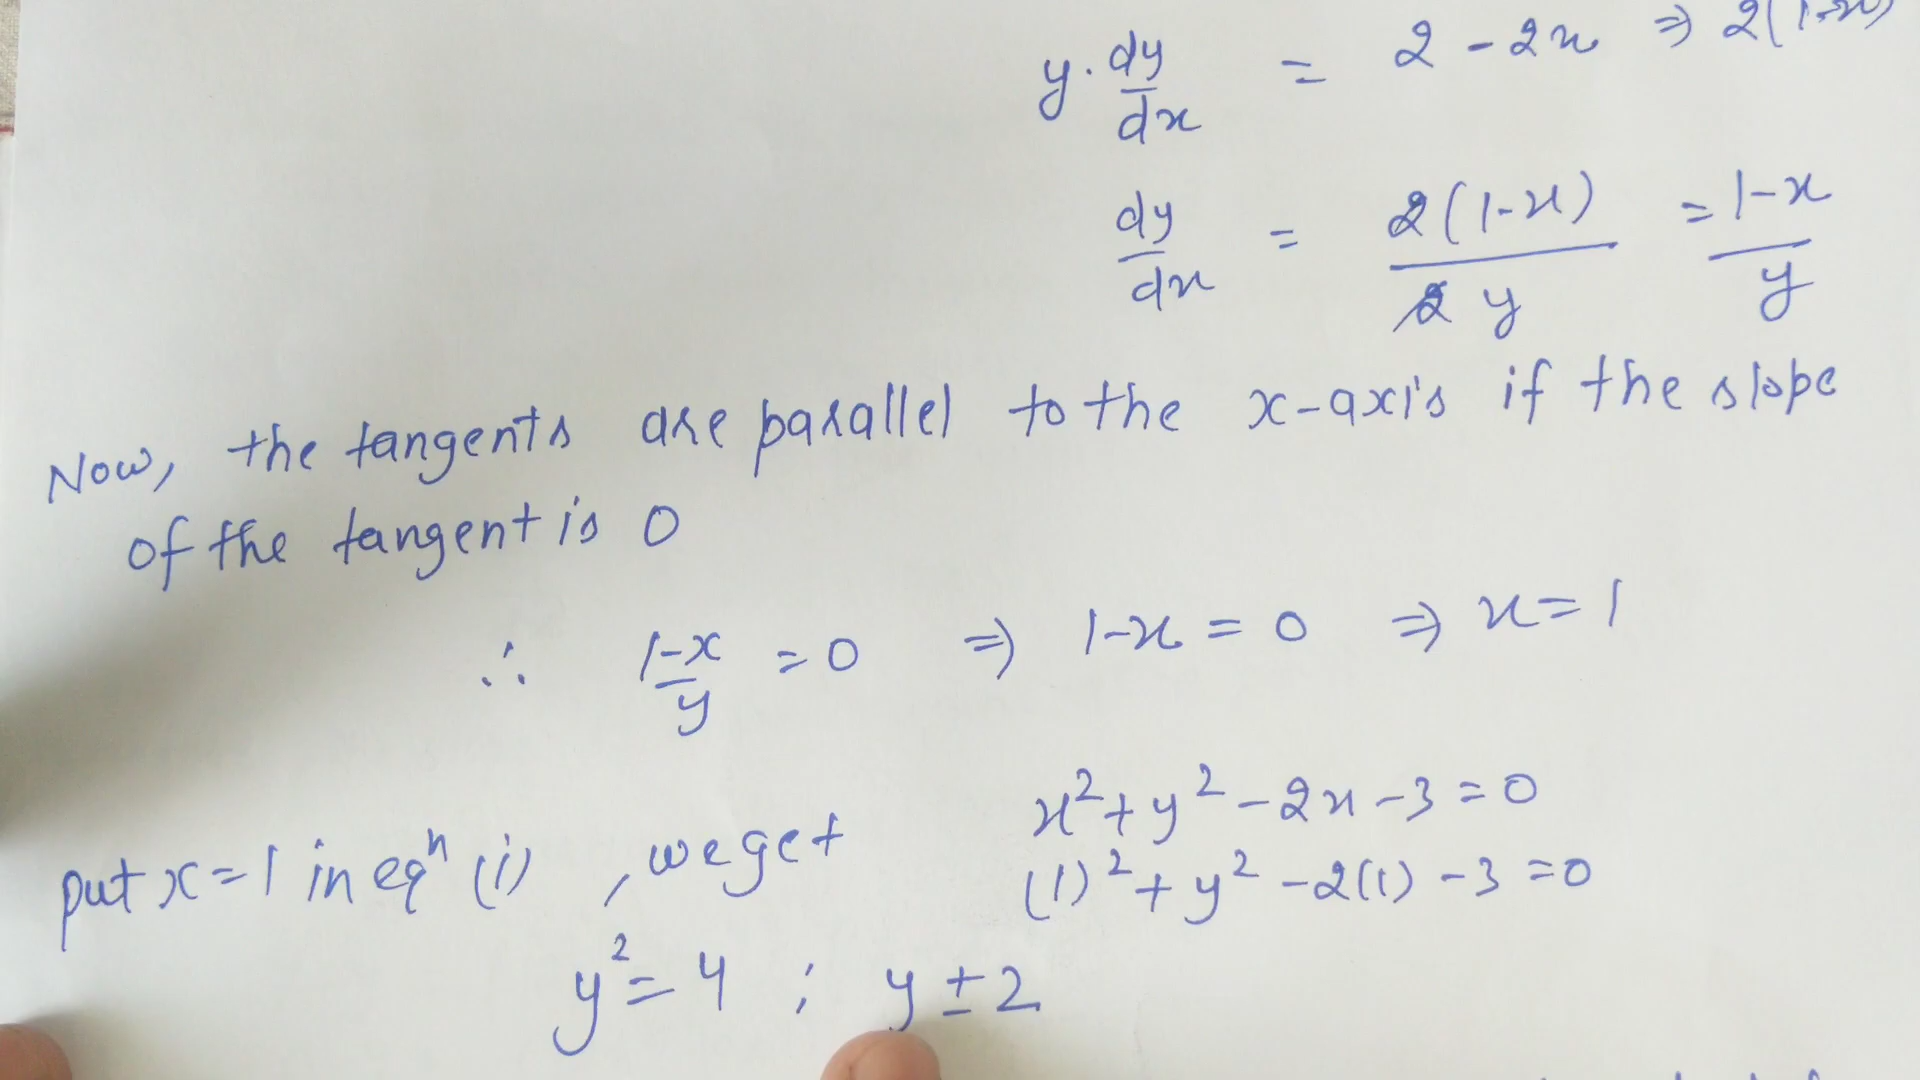 y. dy/dx = 2 - 2x ⇒ 2(1-x)
dy/dx = 2(1-x)/2 y = 1-x/y
Now, the tangents are parallel to the x-axis if the slope
of the tangent is 0
∴ 1-x/y = 0 ⇒ 1-x = 0 ⇒ x = 1
x² + y² - 2x - 3 = 0
put x = 1 in eqⁿ (i) , we get (1)² + y² - 2(1) - 3 = 0
y² = 4 ; y ± 2